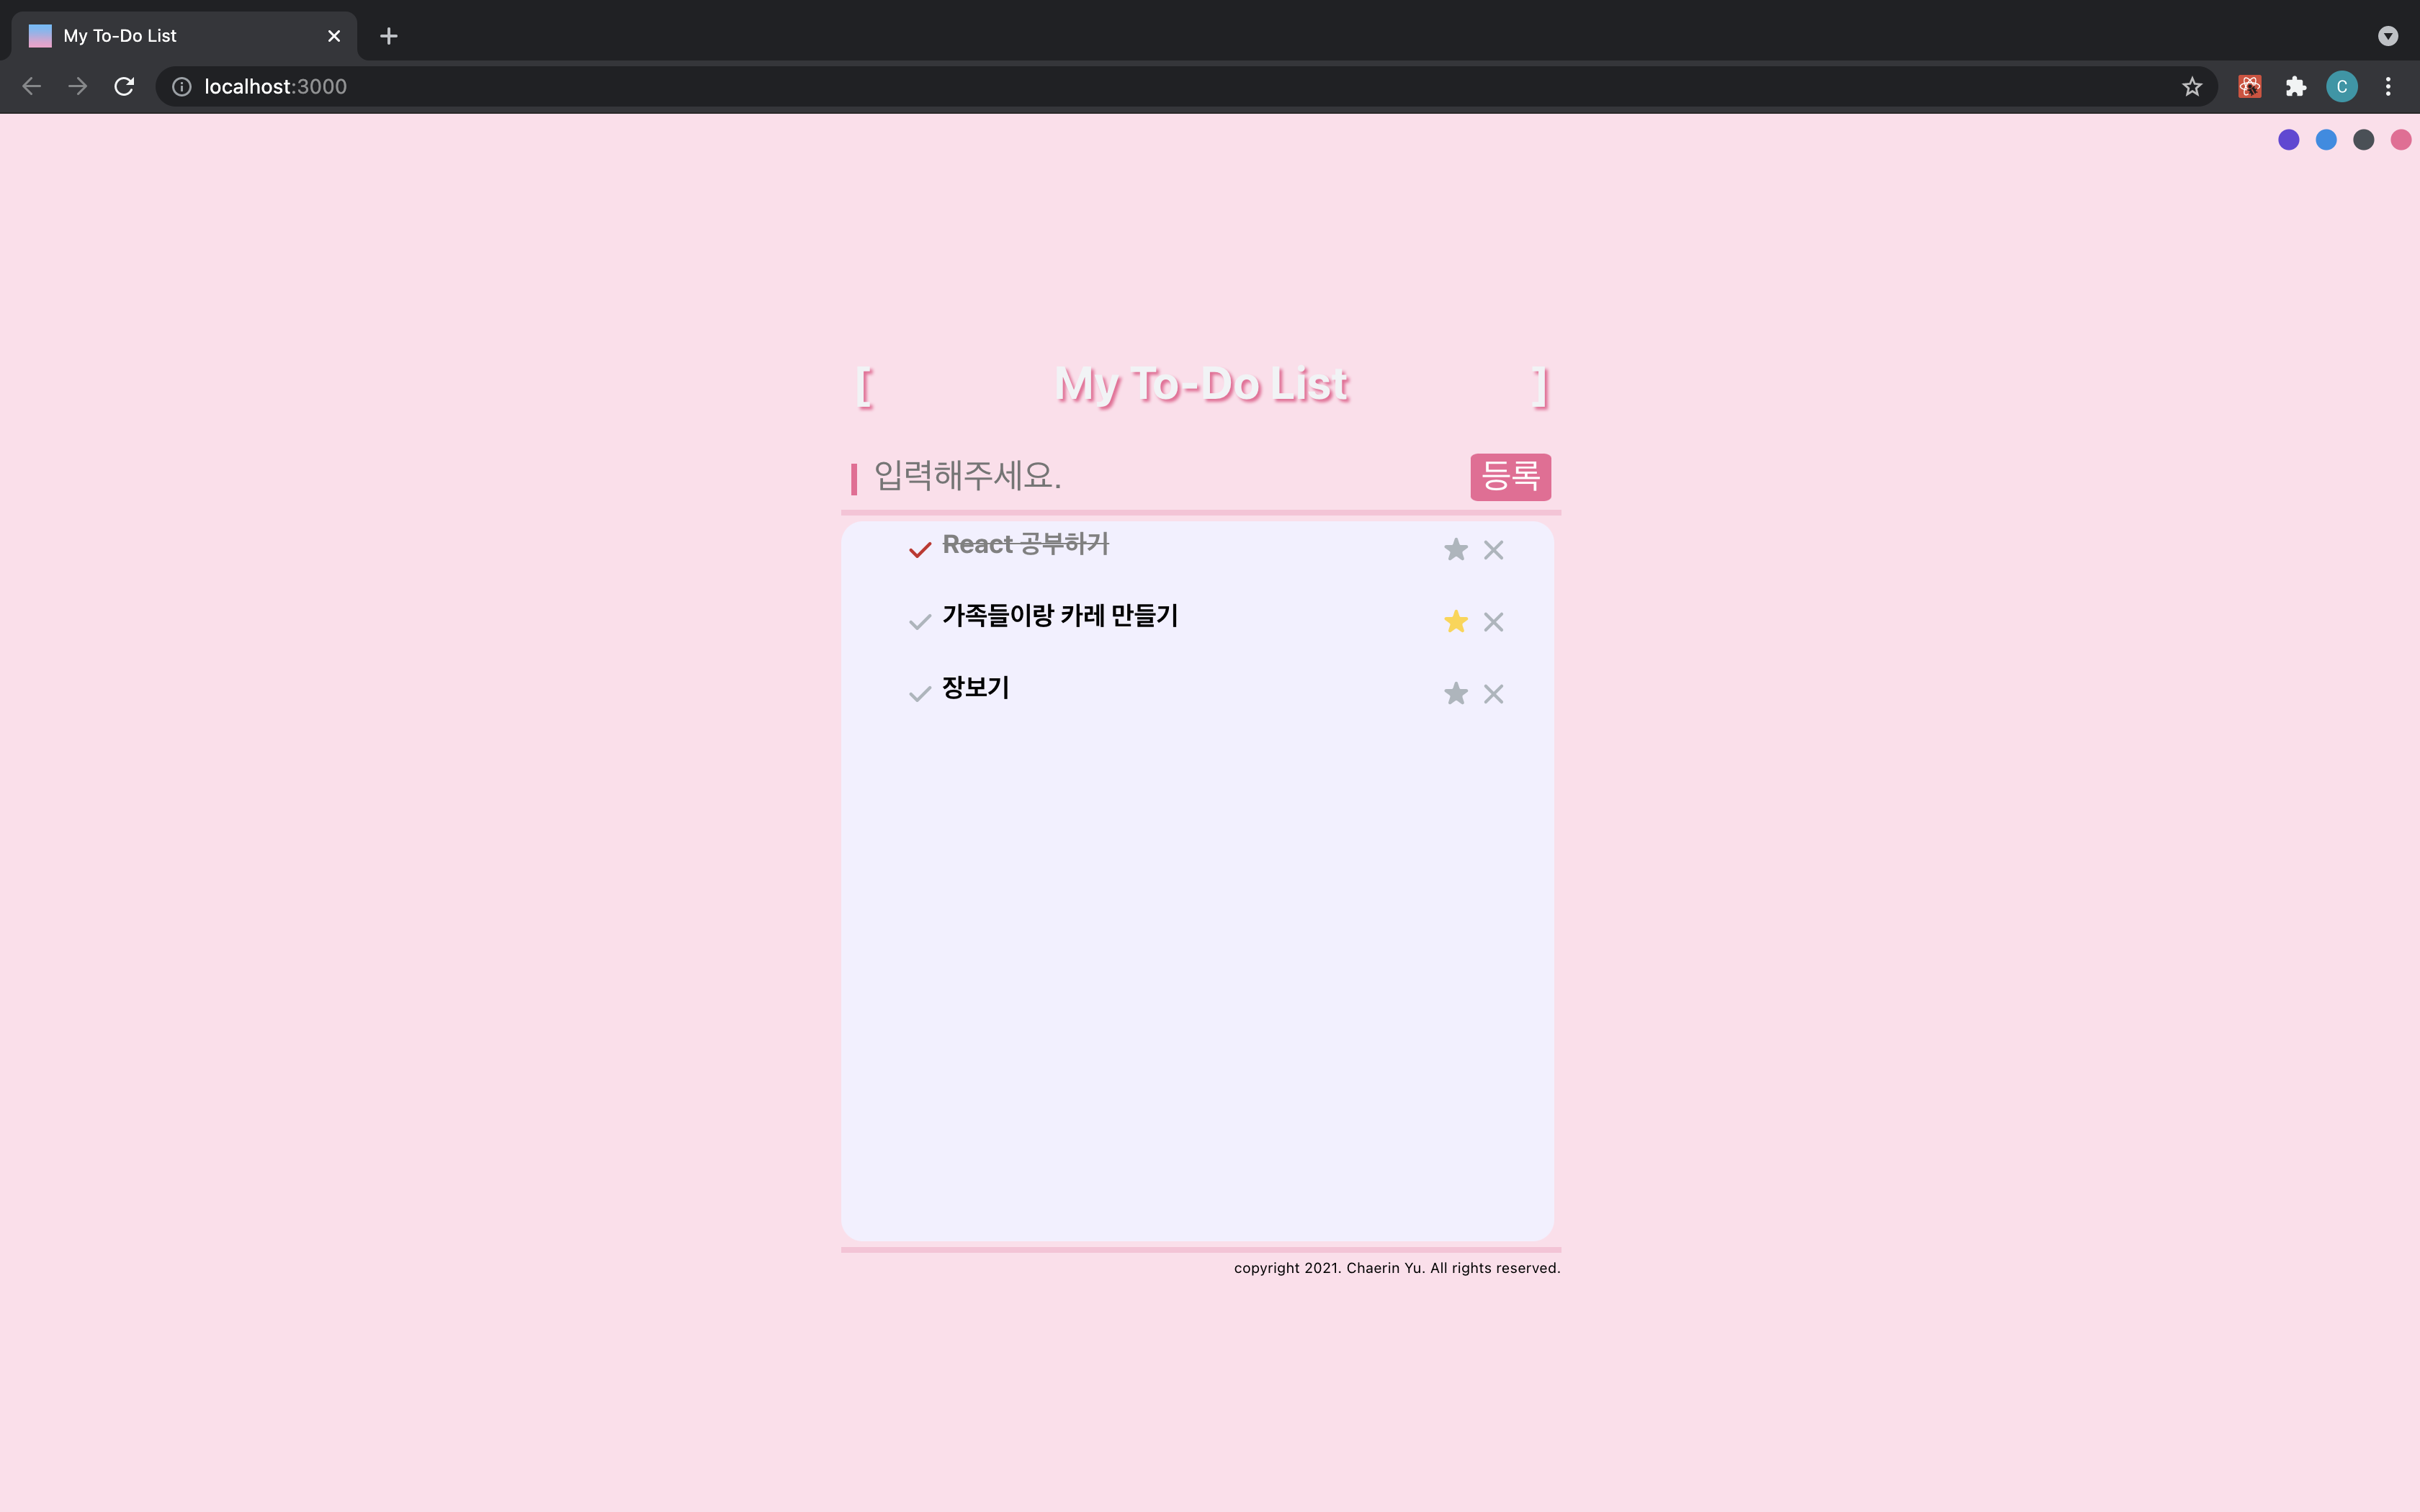 My To-Do List
localhost:3000
C
[ My To-Do List ]
입력해주세요. 등록
React 공부하기
가족들이랑 카레 만들기
장보기
copyright 2021. Chaerin Yu. All rights reserved.